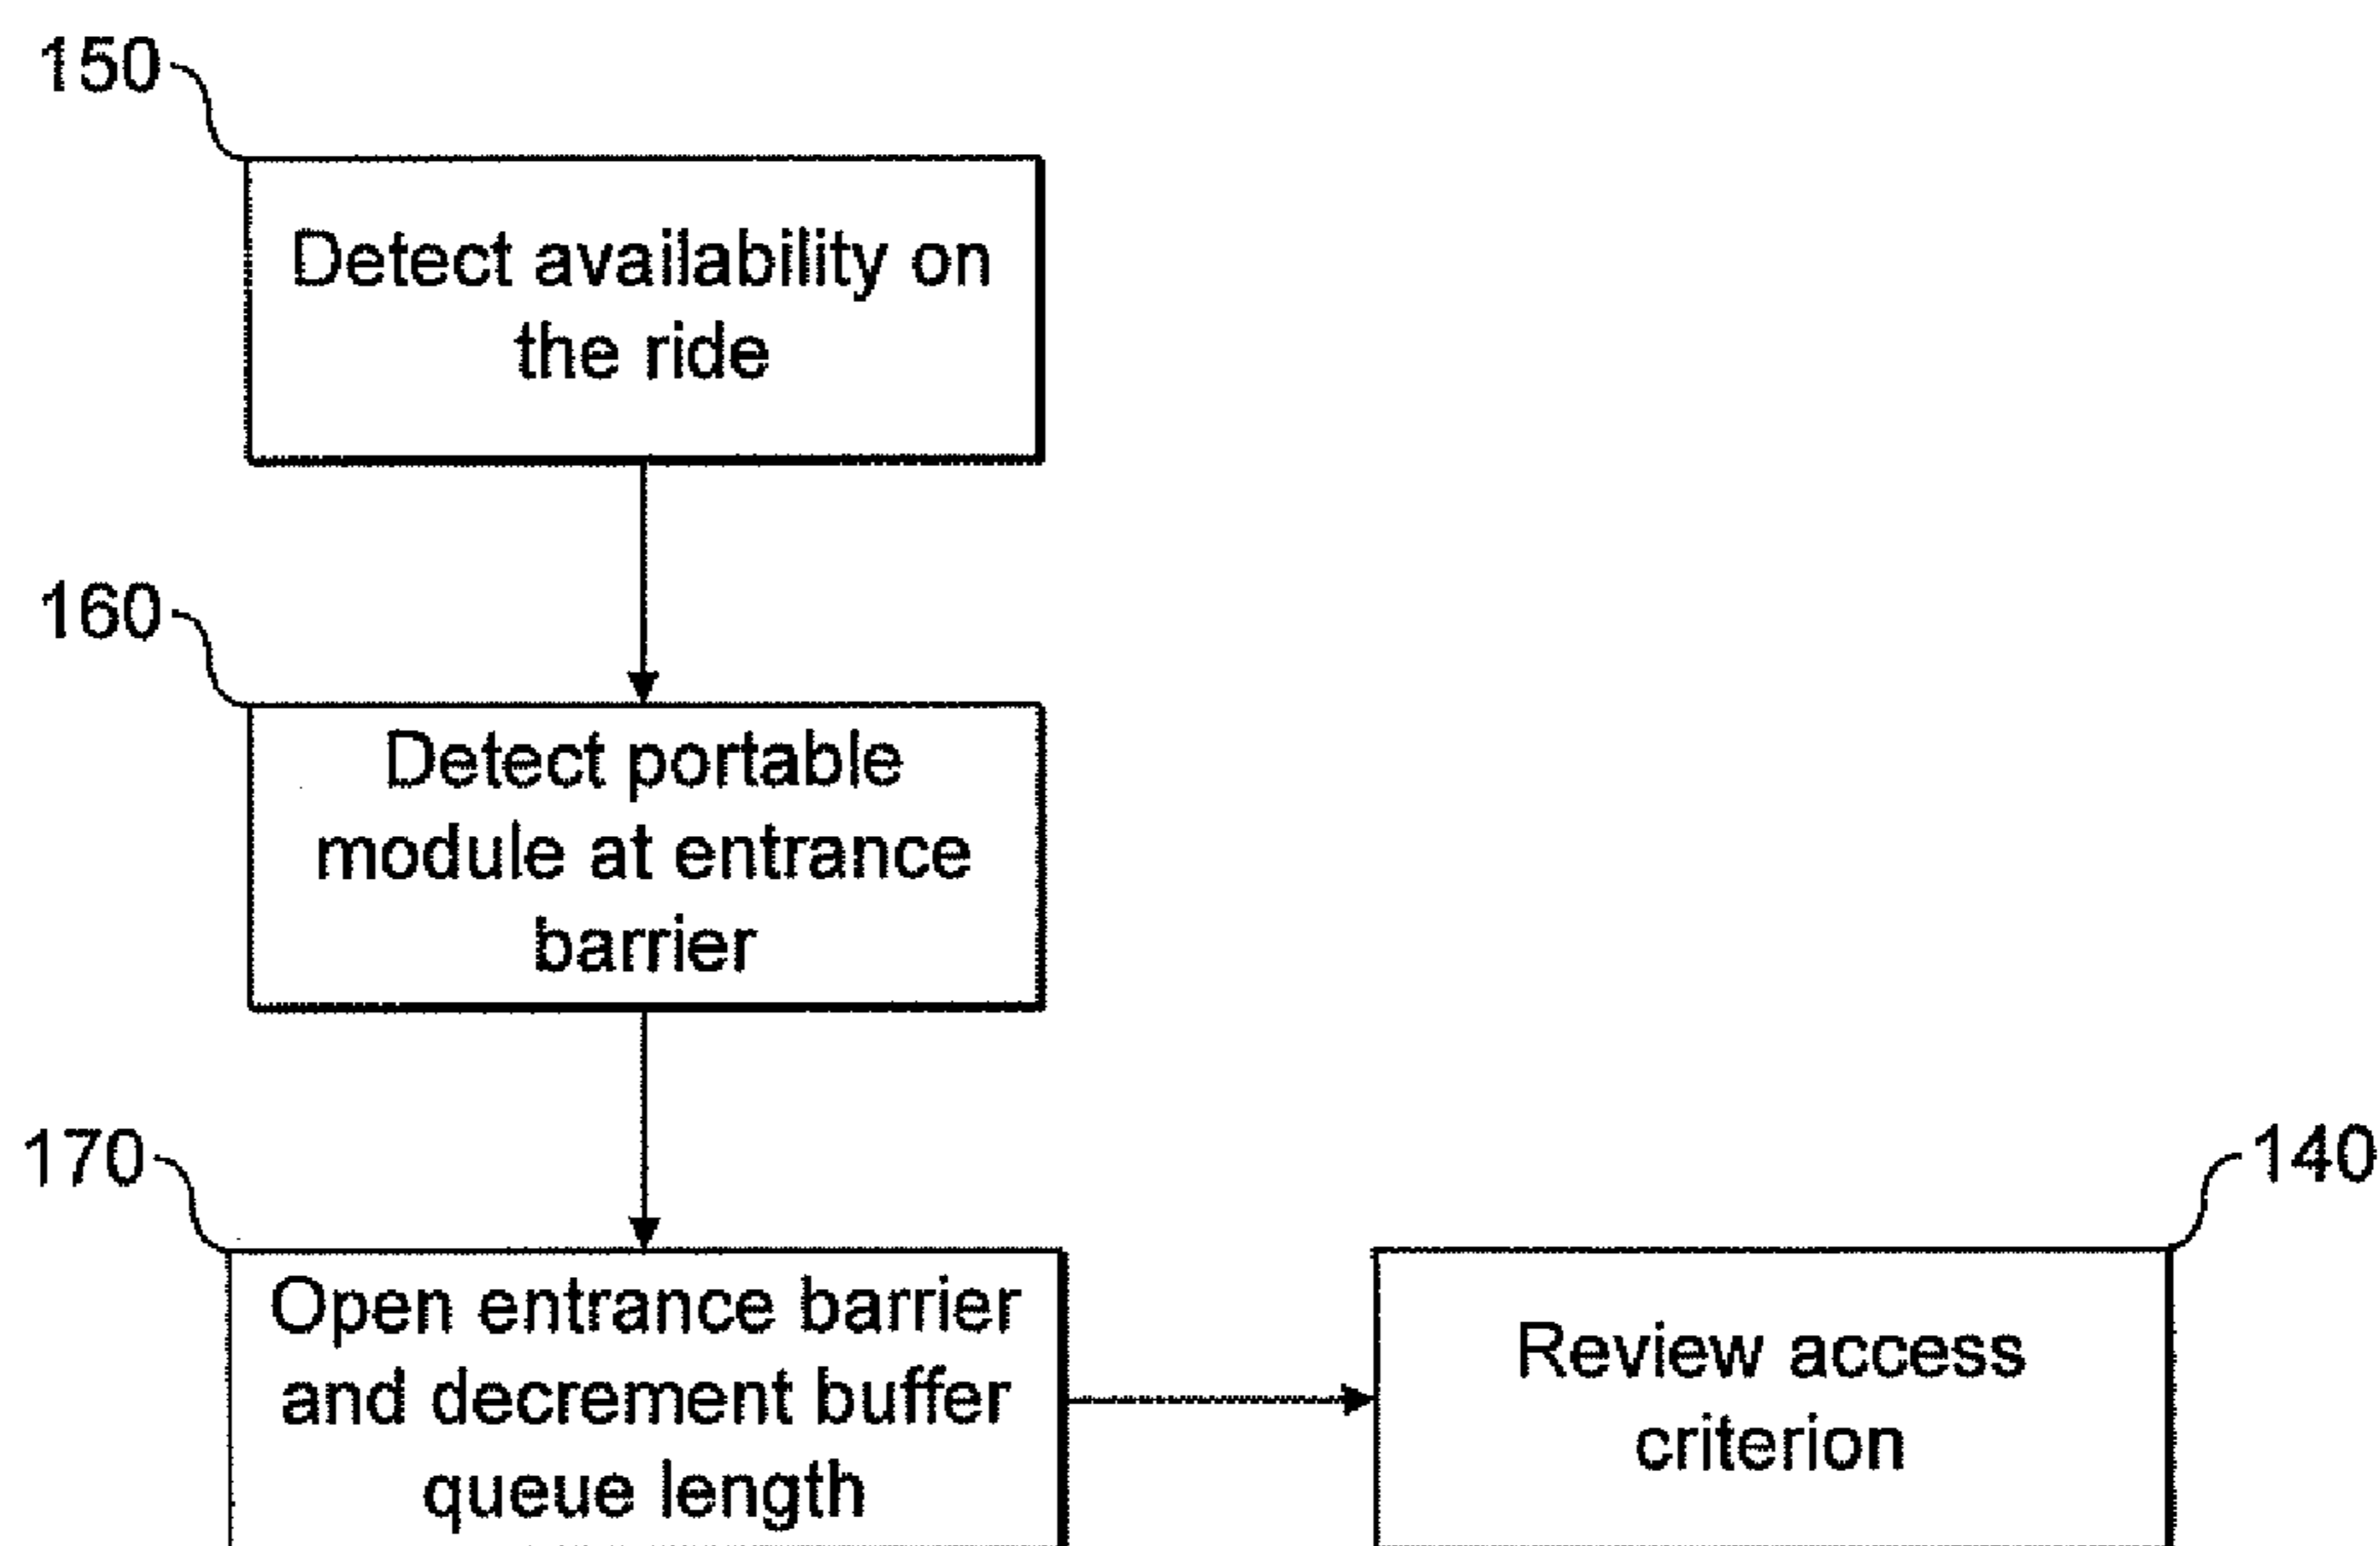 150
Detect availability on
the ride
160
Detect portable
module at entrance
barrier
170
Open entrance barrier
and decrement buffer
queue length
140
Review access
criterion